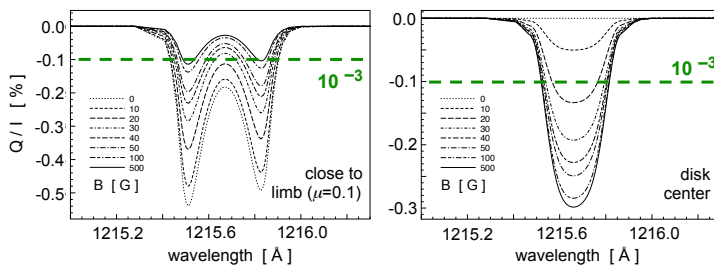 0.0
-0.1
-0.2
-0.3
-0.4
-0.5
Q / I [ % ]
10 −3
0
10
20
30
40
50
100
500
B [ G ]
close to
limb (μ=0.1)
1215.2 1215.6 1216.0
wavelength [ Å ]
0.0
-0.1
-0.2
-0.3
10 −3
0
10
20
30
40
50
100
500
B [ G ]
disk
center
1215.2 1215.6 1216.0
wavelength [ Å ]